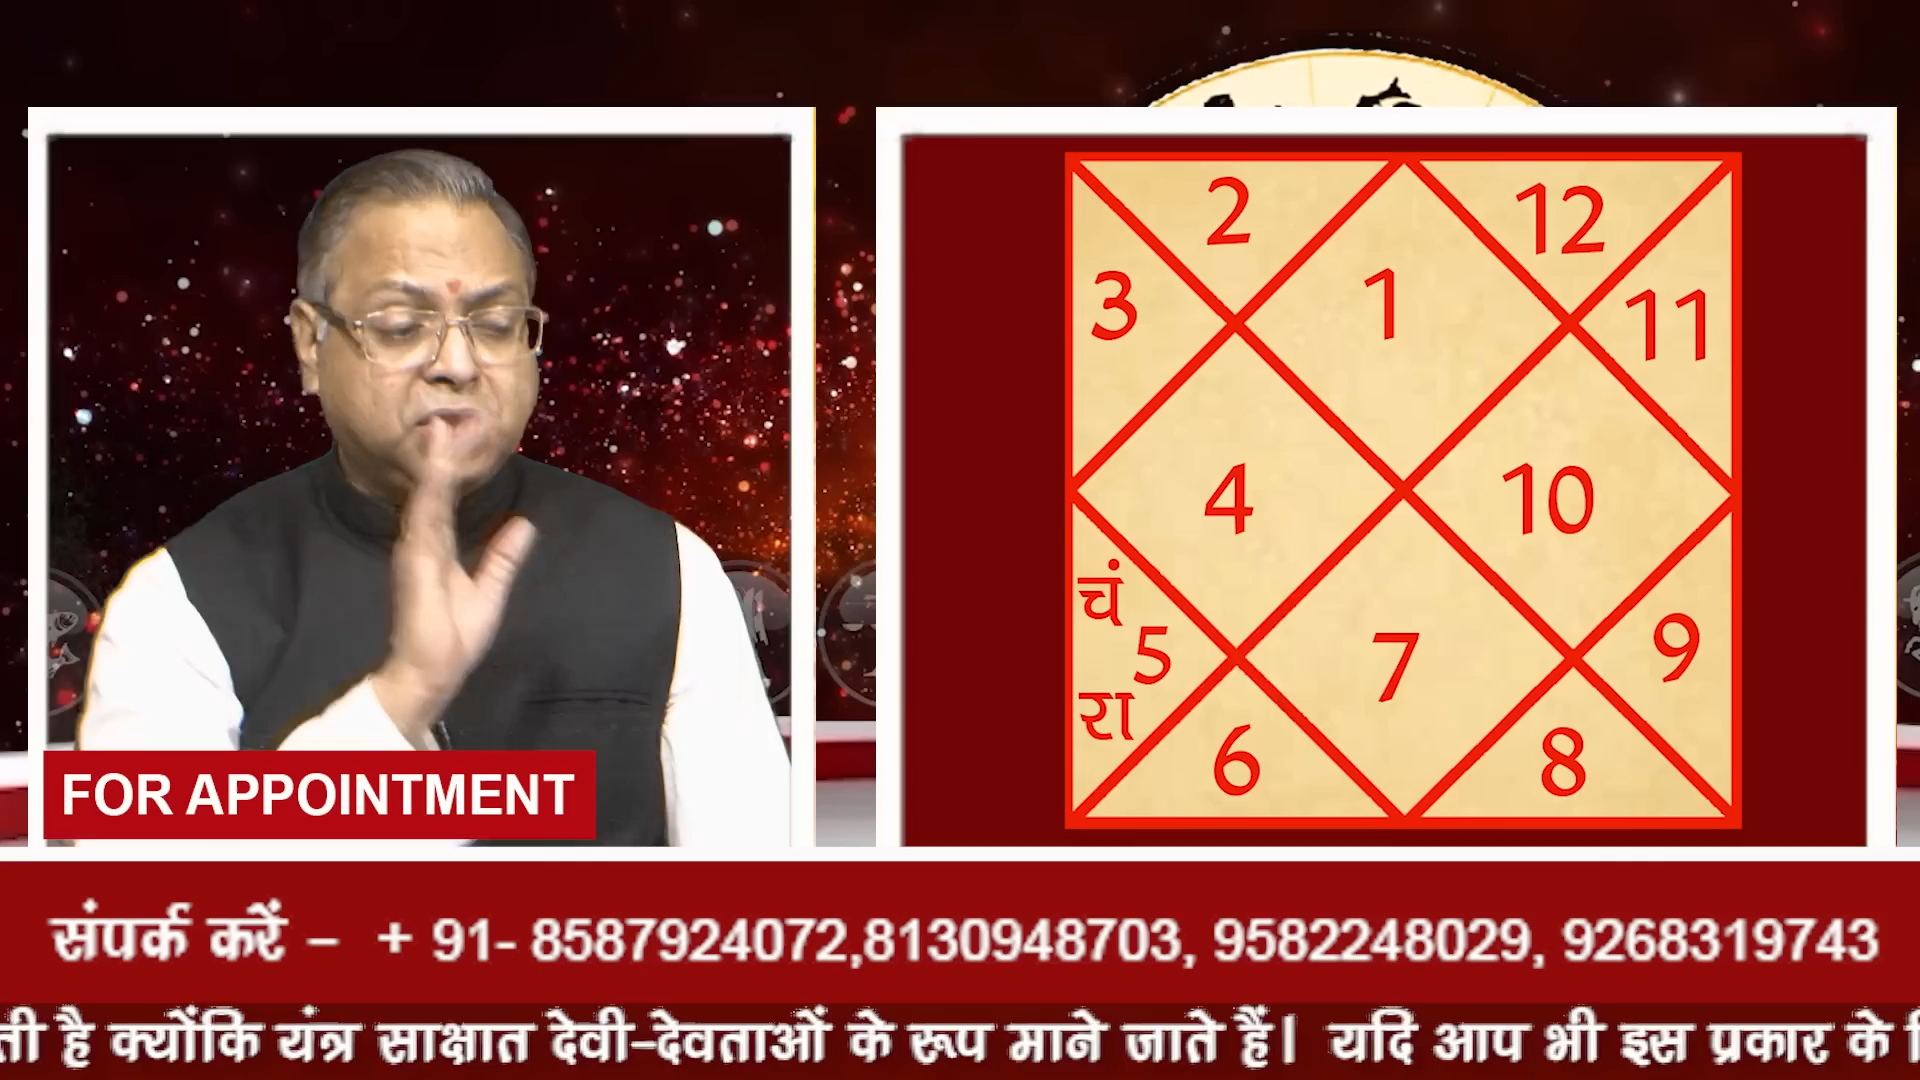 2
12
3
1
11
4
10
चं
5
रा
7
9
6
8
FOR APPOINTMENT
संपर्क करें – + 91- 8587924072,8130948703, 9582248029, 9268319743
ती है क्योंकि यंत्र साक्षात देवी-देवताओं के रूप माने जाते हैं। यदि आप भी इस प्रकार के